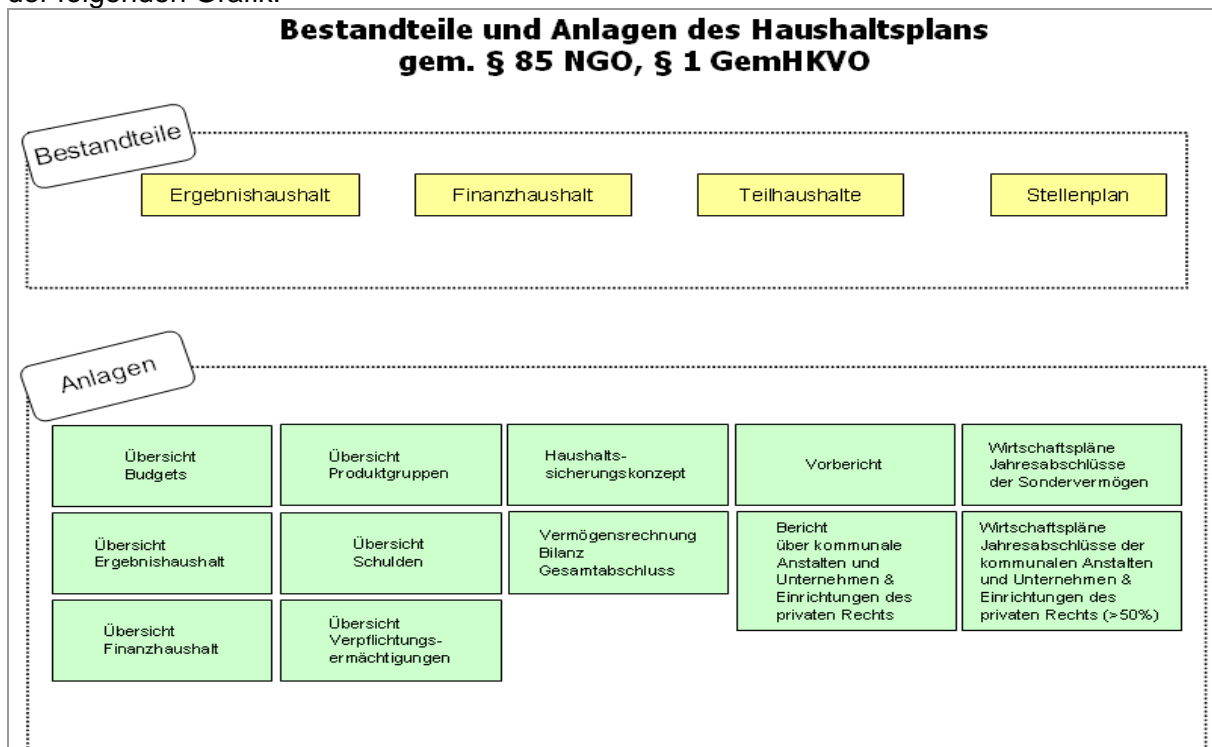 der folgenden Grafik.
Bestandteile und Anlagen des Haushaltsplans
gem. § 85 NGO, § 1 GemHKVO
Bestandteile
Ergebnishaushalt
Finanzhaushalt
Teilhaushalte
Stellenplan
Anlagen
Übersicht
Budgets
Übersicht
Produktgruppen
Haushalts-
sicherungskonzept
Vorbericht
Wirtschaftspläne
Jahresabschlüsse
der Sondervermögen
Übersicht
Ergebnishaushalt
Übersicht
Schulden
Vermögensrechnung
Bilanz
Gesamtabschluss
Bericht
über kommunale
Anstalten und
Unternehmen &
Einrichtungen des
privaten Rechts
Wirtschaftspläne
Jahresabschlüsse der
kommunalen Anstalten
und Unternehmen &
Einrichtungen des
privaten Rechts (>50%)
Übersicht
Finanzhaushalt
Übersicht
Verpflichtungs-
ermächtigungen